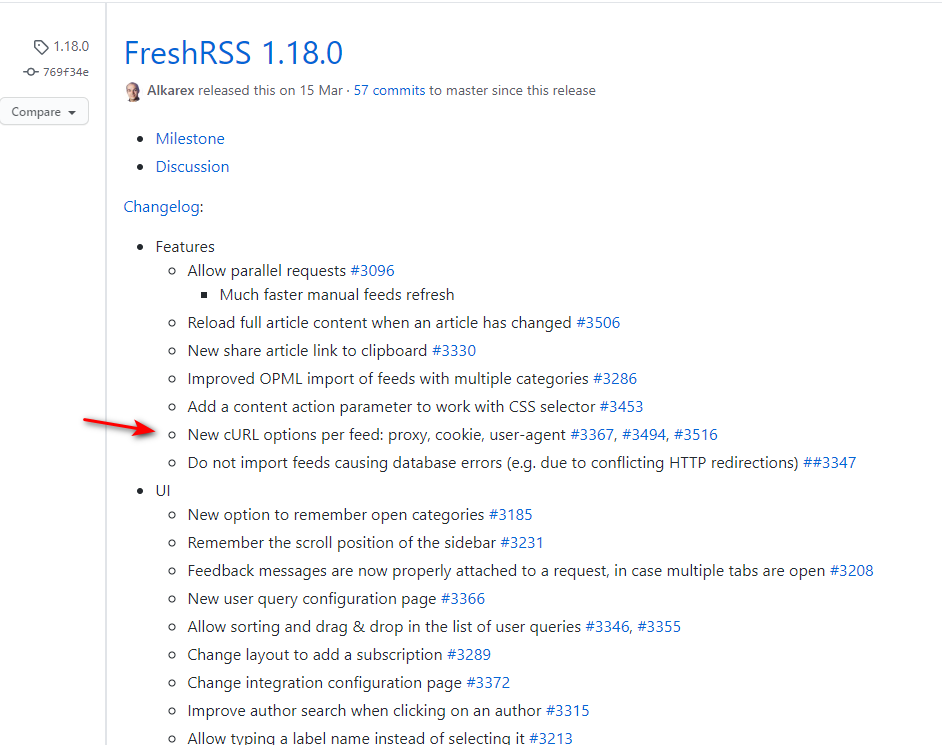 1.18.0
769f34e
Compare
FreshRSS 1.18.0
Alkarex released this on 15 Mar · 57 commits to master since this release
Milestone
Discussion
Changelog:
Features
Allow parallel requests #3096
Much faster manual feeds refresh
Reload full article content when an article has changed #3506
New share article link to clipboard #3330
Improved OPML import of feeds with multiple categories #3286
Add a content action parameter to work with CSS selector #3453
New cURL options per feed: proxy, cookie, user-agent #3367, #3494, #3516
Do not import feeds causing database errors (e.g. due to conflicting HTTP redirections) ##3347
UI
New option to remember open categories #3185
Remember the scroll position of the sidebar #3231
Feedback messages are now properly attached to a request, in case multiple tabs are open #3208
New user query configuration page #3366
Allow sorting and drag & drop in the list of user queries #3346, #3355
Change layout to add a subscription #3289
Change integration configuration page #3372
Improve author search when clicking on an author #3315
Allow typing a label name instead of selecting it #3213